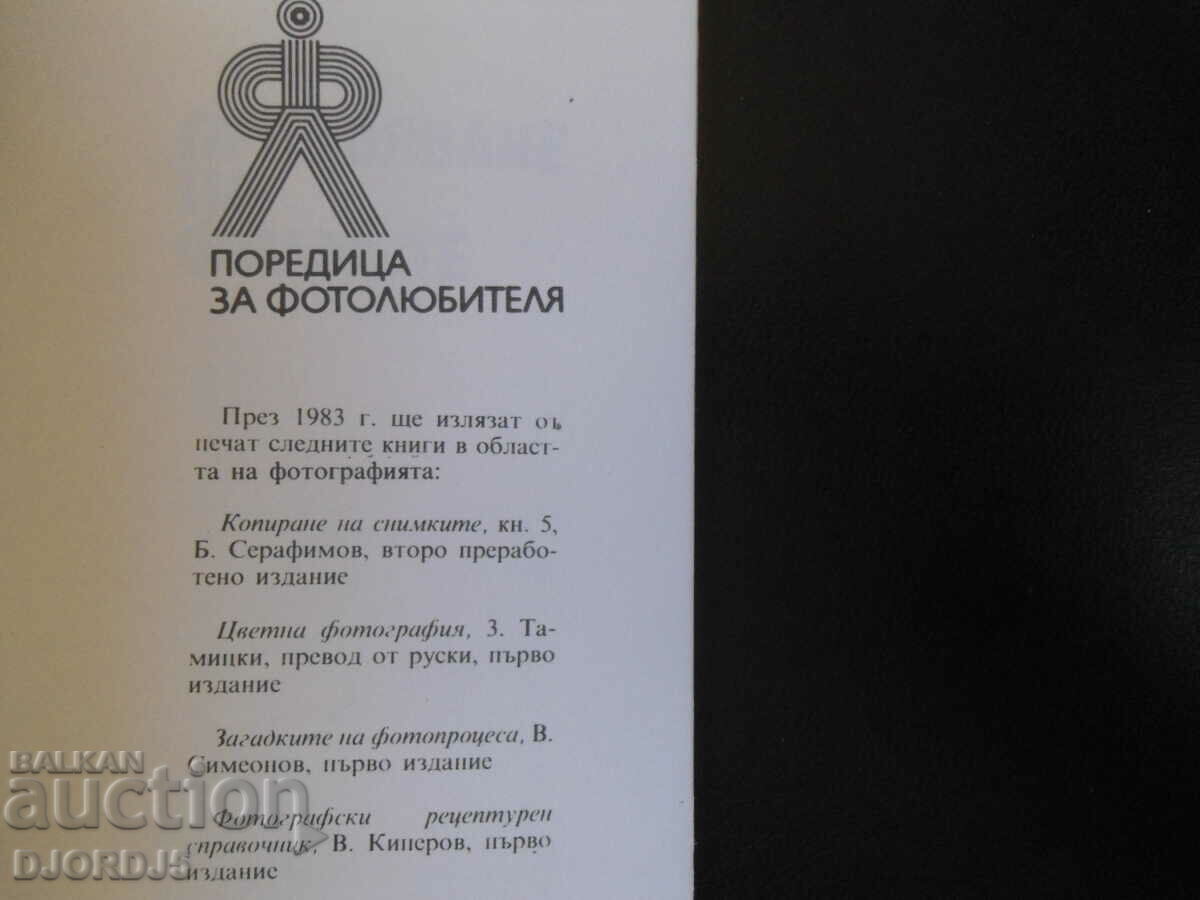 ПОРЕДИЦА
ЗА ФОТОЛЮБИТЕЛЯ
През 1983 г. ще излязат от
печат следните книги в област-
та на фотографията:
Копиране на снимките, кн. 5,
Б. Серафимов, второ преработ-
тено издание
Цветна фотография, З. Та-
мицки, превод от руски, първо
издание
Загадките на фотопроцеса, В.
Симеонов, първо издание
Фотографски рецептурен
справочник, В. Киперов, първо
издание
BALKAN
auction
DJORDJ5